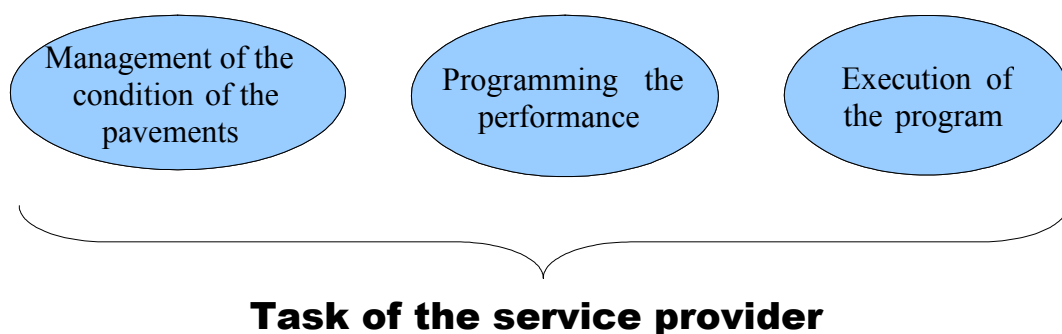 Management of the
condition of the
pavements
Programming the
performance
Execution of
the program
Task of the service provider